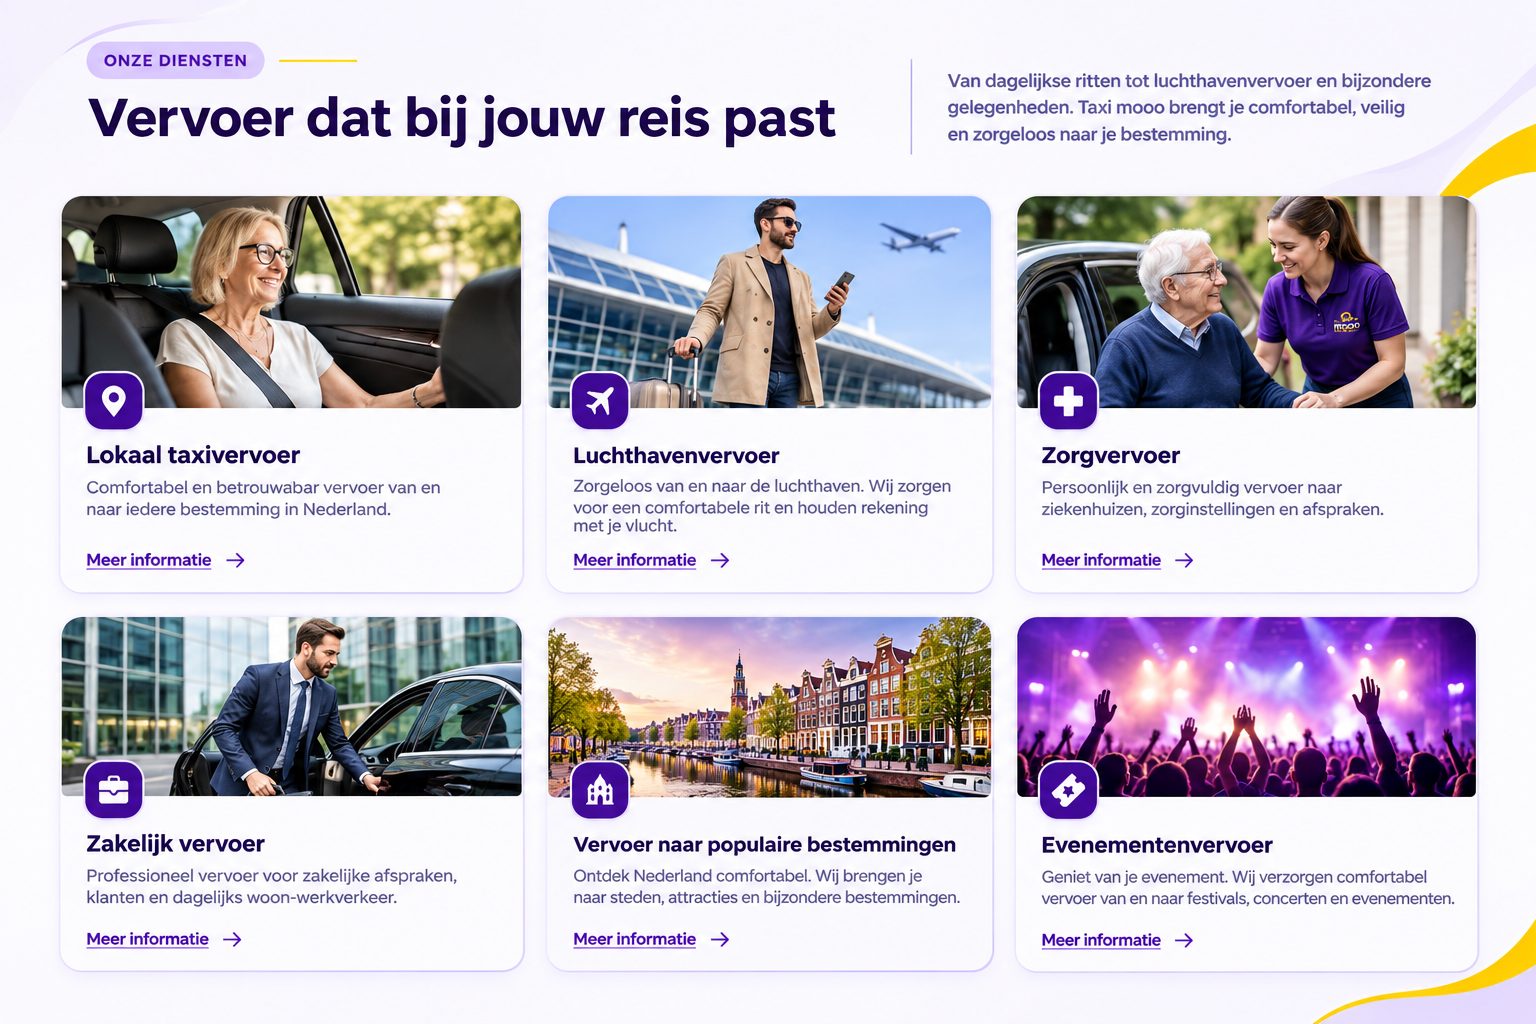 ONZE DIENSTEN
Vervoer dat bij jouw reis past
Van dagelijkse ritten tot luchthavenvervoer en bijzondere
gelegenheden. Taxi mooo brengt je comfortabel, veilig
en zorgeloos naar je bestemming.
mooo
Lokaal taxivervoer
Comfortabel en betrouwabar vervoer van en
naar iedere bestemming in Nederland.
Meer informatie
Luchthavenvervoer
Zorgeloos van en naar de luchthaven. Wij zorgen
voor een comfortabele rit en houden rekening
met je vlucht.
Meer informatie
Zorgvervoer
Persoonlijk en zorgvuldig vervoer naar
ziekenhuizen, zorginstellingen en afspraken.
Meer informatie
Zakelijk vervoer
Professioneel vervoer voor zakelijke afspraken,
klanten en dagelijks woon-werkverkeer.
Meer informatie
Vervoer naar populaire bestemmingen
Ontdek Nederland comfortabel. Wij brengen je
naar steden, attracties en bijzondere bestemmingen.
Meer informatie
Evenementenvervoer
Geniet van je evenement. Wij verzorgen comfortabel
vervoer van en naar festivals, concerten en evenementen.
Meer informatie